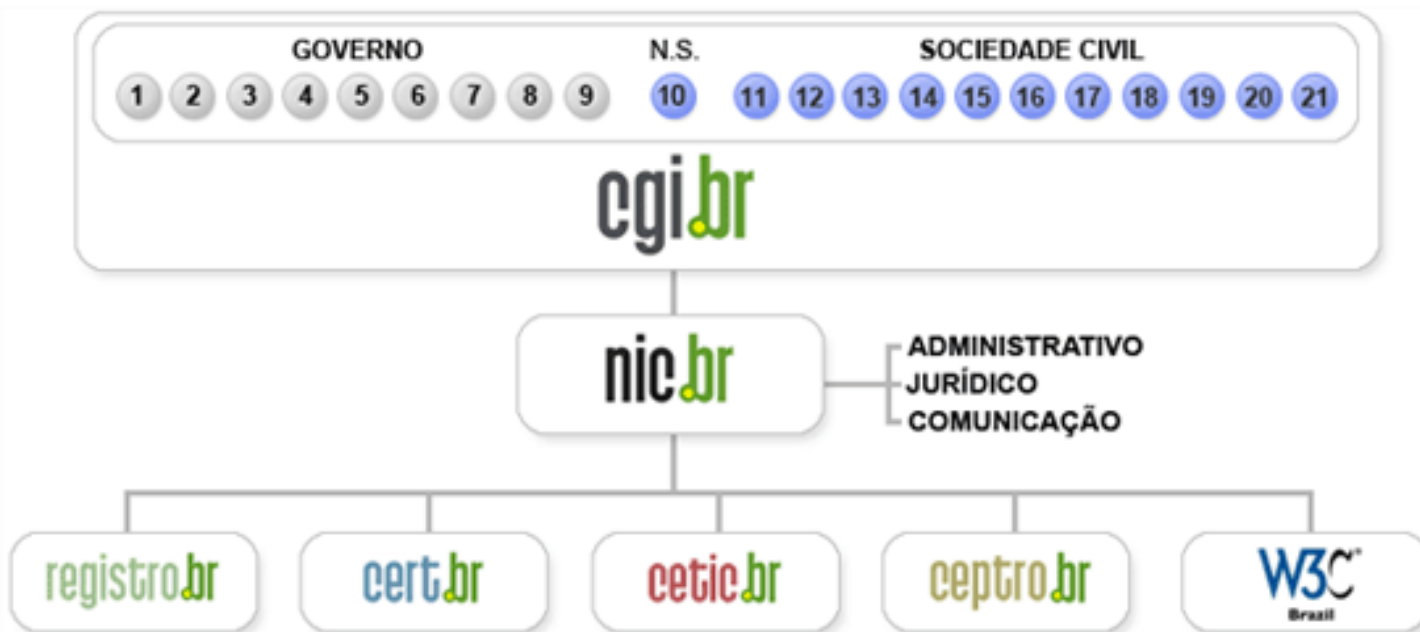 GOVERNO N.S. SOCIEDADE CIVIL
1 2 3 4 5 6 7 8 9 10 11 12 13 14 15 16 17 18 19 20 21
cgi.br
nic.br
ADMINISTRATIVO
JURÍDICO
COMUNICAÇÃO
registro.br cert.br cetic.br ceptro.br W3C®
Brazil